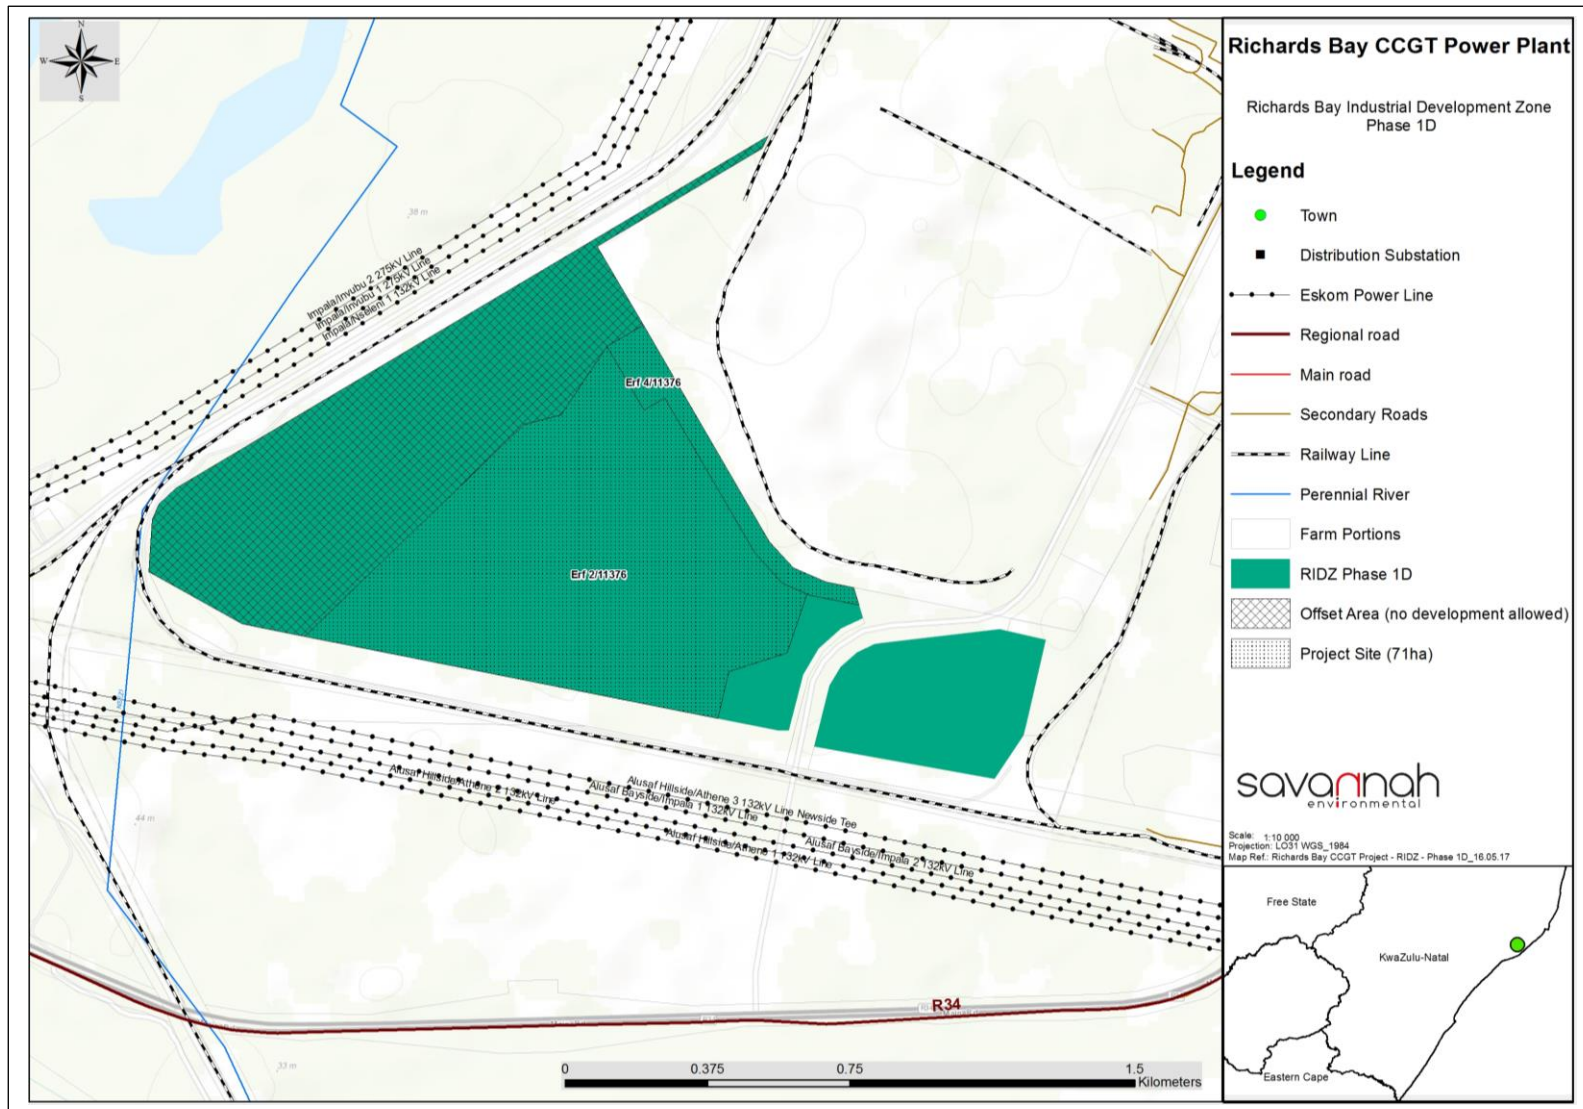 N
W
E
S
38 m
Impala/Invubu 2 275kV Line
Impala/Invubu 1 275kV Line
Impala/Nseleni 1 132kV Line
Erf 4/11376
Erf 2/11376
Alusaf Hillside/Athene 3 132kV Line Newside Tee
Alusaf Bayside/Impala 1 132kV Line
Alusaf Hillside/Athene 2 132kV Line
Alusaf Hillside/Athene 1 132kV Line
Alusaf Bayside/Impala 2 132kV Line
44 m
R34
33 m
0
0.375
0.75
1.5
Kilometers
Richards Bay CCGT Power Plant
Richards Bay Industrial Development Zone
Phase 1D
Legend
Town
Distribution Substation
Eskom Power Line
Regional road
Main road
Secondary Roads
Railway Line
Perennial River
Farm Portions
RIDZ Phase 1D
Offset Area (no development allowed)
Project Site (71ha)
savannah
environmental
Scale: 1:10 000
Projection: LO31 WGS_1984
Map Ref.: Richards Bay CCGT Project - RIDZ - Phase 1D_16.05.17
Free State
KwaZulu-Natal
Eastern Cape